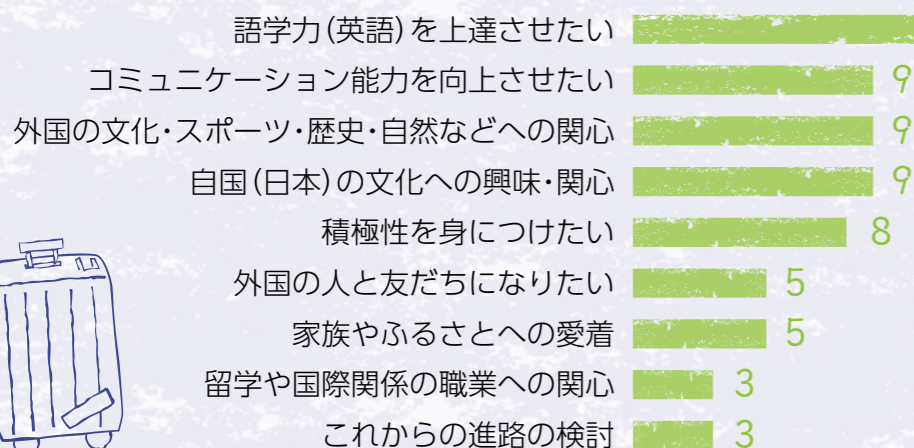 語学力(英語)を上達させたい
コミュニケーション能力を向上させたい 9
外国の文化・スポーツ・歴史・自然などへの関心 9
自国(日本)の文化への興味・関心 9
積極性を身につけたい 8
外国の人と友だちになりたい 5
家族やふるさとへの愛着 5
留学や国際関係の職業への関心 3
これからの進路の検討 3